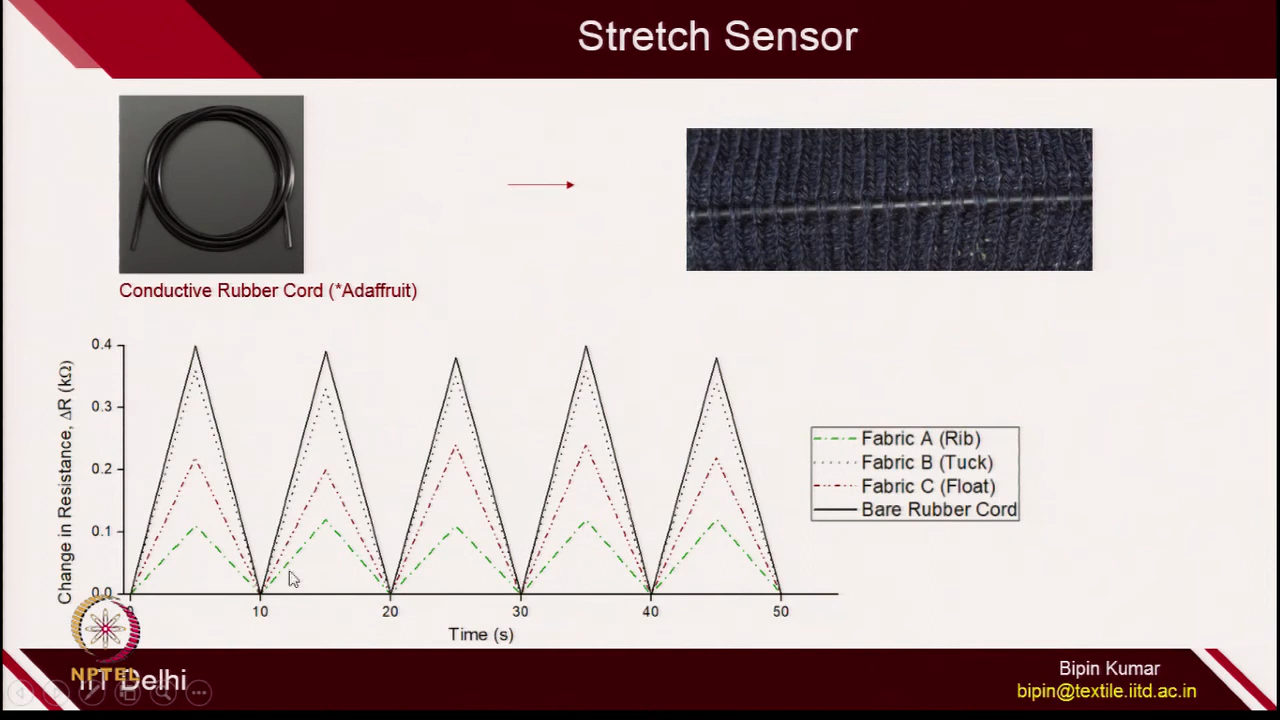 Stretch Sensor
Conductive Rubber Cord (*Adaffruit)
Change in Resistance, ΔR (kΩ)
0.4
0.3
0.2
0.1
0.0
0
10
20
30
40
50
Time (s)
Fabric A (Rib)
Fabric B (Tuck)
Fabric C (Float)
Bare Rubber Cord
NPTEL
IIT Delhi
Bipin Kumar
bipin@textile.iitd.ac.in